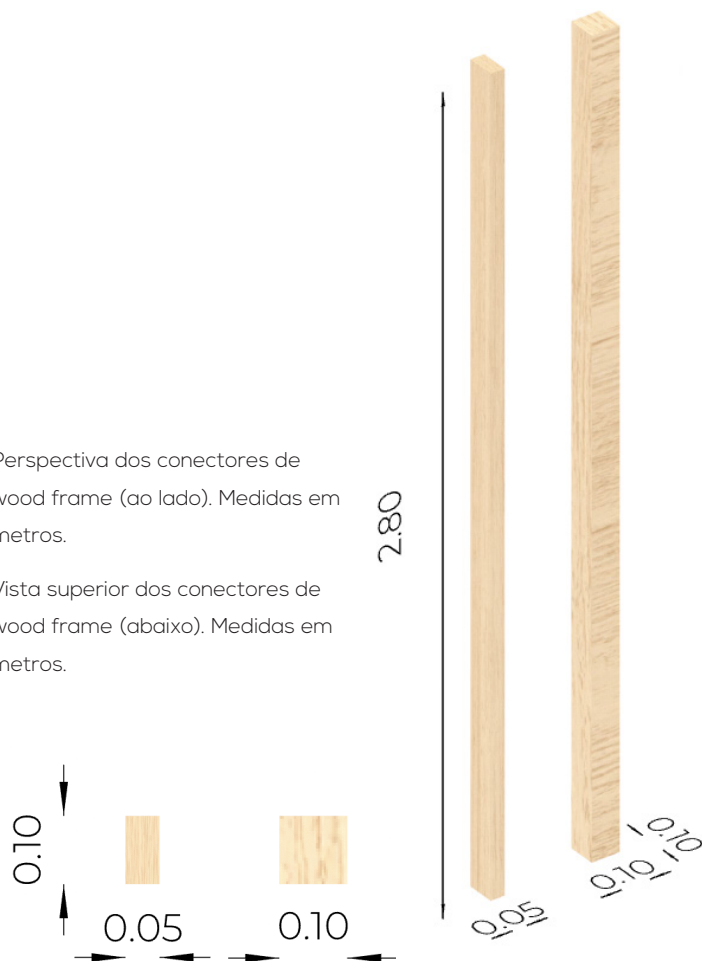 Perspectiva dos conectores de
wood frame (ao lado). Medidas em
metros.
Vista superior dos conectores de
wood frame (abaixo). Medidas em
metros.
2.80
0.10
0.05
0.10
0.05
0.10
0.10